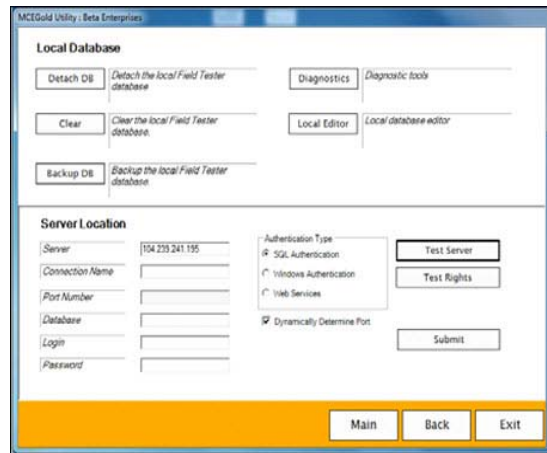 MCEGold Utility : Beta Enterprises
Local Database
Detach DB
Detach the local Field Tester
database
Diagnostics
Diagnostic tools
Clear
Clear the local Field Tester
database.
Local Editor
Local database editor
Backup DB
Backup the local Field Tester
database.
Server Location
Server
104.239.241.195
Connection Name
Port Number
Database
Login
Password
Authentication Type
SQL Authentication
Windows Authentication
Web Services
Dynamically Determine Port
Test Server
Test Rights
Submit
Main
Back
Exit